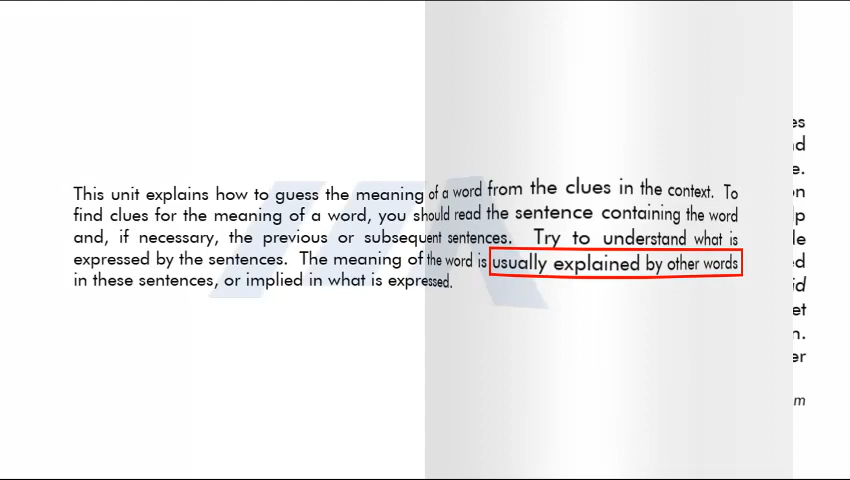 This unit explains how to guess the meaning of a word from the clues in the context. To
find clues for the meaning of a word, you should read the sentence containing the word
and, if necessary, the previous or subsequent sentences. Try to understand what is
expressed by the sentences. The meaning of the word is usually explained by other words
in these sentences, or implied in what is expressed.